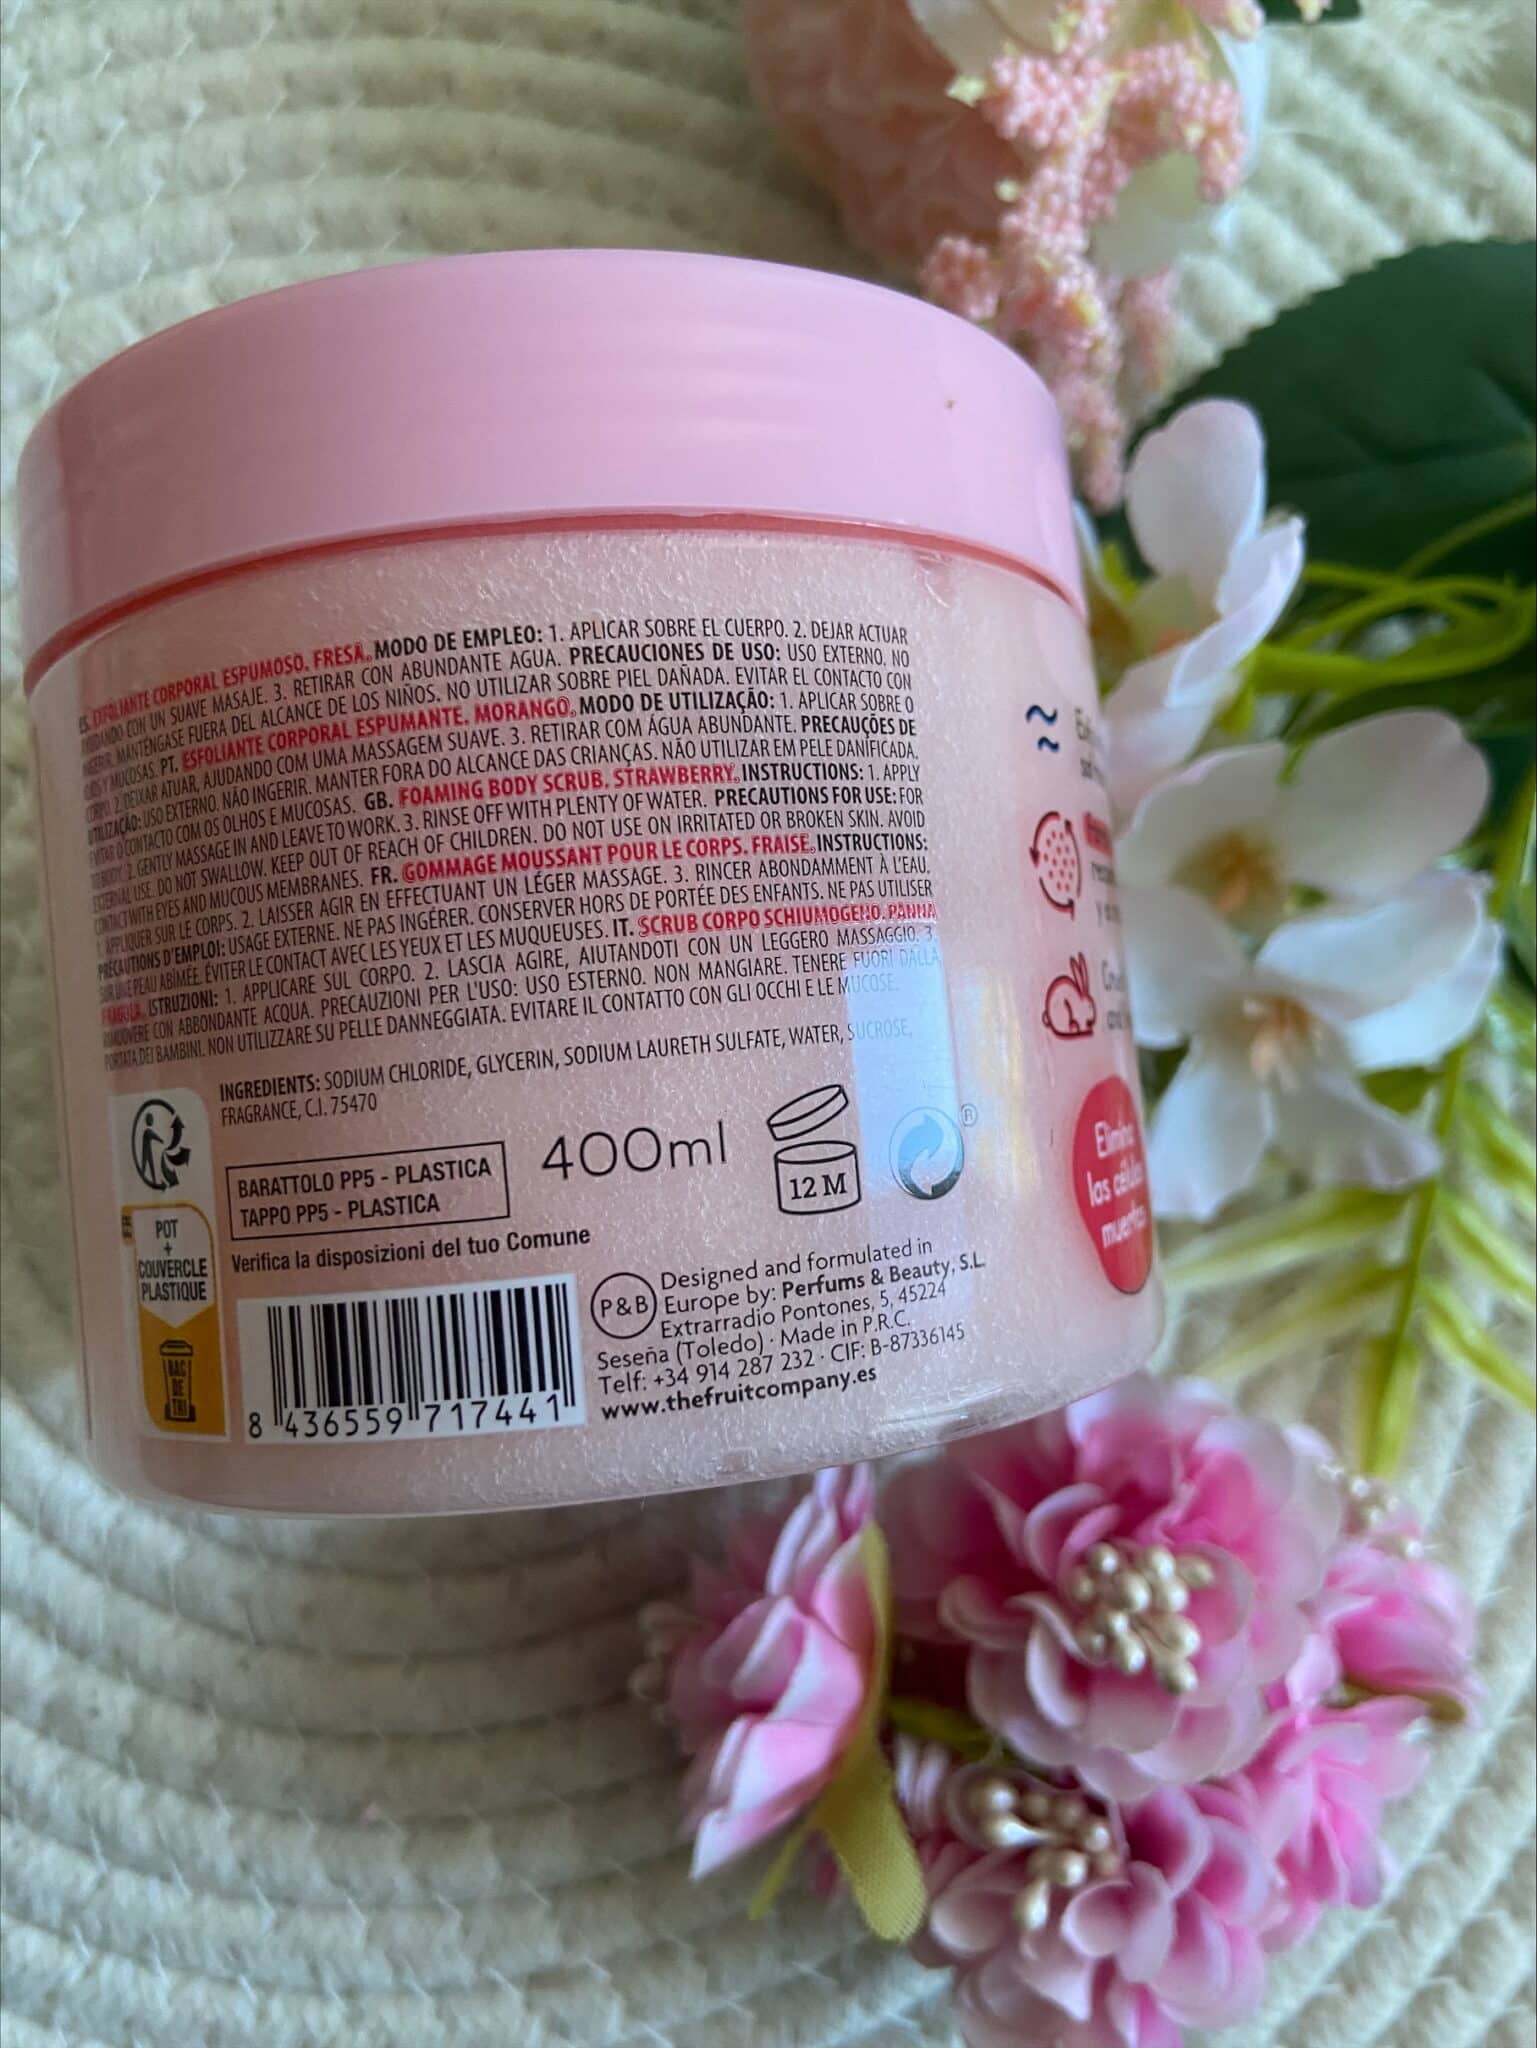 ES. EXFOLIANTE CORPORAL ESPUMOSO. FRESA. MODO DE EMPLEO: 1. APLICAR SOBRE EL CUERPO. 2. DEJAR ACTUAR
AYUDANDO CON UN SUAVE MASAJE. 3. RETIRAR CON ABUNDANTE AGUA. PRECAUCIONES DE USO: USO EXTERNO. NO
INGERIR. MANTÉNGASE FUERA DEL ALCANCE DE LOS NIÑOS. NO UTILIZAR SOBRE PIEL DAÑADA. EVITAR EL CONTACTO CON
OJOS Y MUCOSAS. PT. ESFOLIANTE CORPORAL ESPUMANTE. MORANGO. MODO DE UTILIZAÇÃO: 1. APLICAR SOBRE O
CORPO. 2. DEIXAR ATUAR, AJUDANDO COM UMA MASSAGEM SUAVE. 3. RETIRAR COM ÁGUA ABUNDANTE. PRECAUÇÕES DE
UTILIZAÇÃO: USO EXTERNO. NÃO INGERIR. MANTER FORA DO ALCANCE DAS CRIANÇAS. NÃO UTILIZAR EM PELE DANIFICADA.
EVITAR O CONTACTO COM OS OLHOS E MUCOSAS. GB. FOAMING BODY SCRUB. STRAWBERRY. INSTRUCTIONS: 1. APPLY
TO BODY. 2. GENTLY MASSAGE IN AND LEAVE TO WORK. 3. RINSE OFF WITH PLENTY OF WATER. PRECAUTIONS FOR USE: FOR
EXTERNAL USE. DO NOT SWALLOW. KEEP OUT OF REACH OF CHILDREN. DO NOT USE ON IRRITATED OR BROKEN SKIN. AVOID
CONTACT WITH EYES AND MUCOUS MEMBRANES. FR. GOMMAGE MOUSSANT POUR LE CORPS. FRAISE. INSTRUCTIONS:
1. APPLIQUER SUR LE CORPS. 2. LAISSER AGIR EN EFFECTUANT UN LÉGER MASSAGE. 3. RINCER ABONDAMMENT À L'EAU.
PRÉCAUTIONS D'EMPLOI: USAGE EXTERNE. NE PAS INGÉRER. CONSERVER HORS DE PORTÉE DES ENFANTS. NE PAS UTILISER
SUR UNE PEAU ABÎMÉE. ÉVITER LE CONTACT AVEC LES YEUX ET LES MUQUEUSES. IT. SCRUB CORPO SCHIUMOGENO. PANNA
ISTRUZIONI: 1. APPLICARE SUL CORPO. 2. LASCIA AGIRE, AIUTANDOTI CON UN LEGGERO MASSAGGIO. 3.
RIMUOVERE CON ABBONDANTE ACQUA. PRECAUZIONI PER L'USO: USO ESTERNO. NON MANGIARE. TENERE FUORI DALLA
PORTATA DEI BAMBINI. NON UTILIZZARE SU PELLE DANNEGGIATA. EVITARE IL CONTATTO CON GLI OCCHI E LE MUCOSE.
INGREDIENTS: SODIUM CHLORIDE, GLYCERIN, SODIUM LAURETH SULFATE, WATER, SUCROSE,
FRAGRANCE, C.I. 75470
BARATTOLO PP5 - PLASTICA
TAPPO PP5 - PLASTICA
Verifica la disposizioni del tuo Comune
400ml
12 M
®
FR
POT
+
COUVERCLE
PLASTIQUE
BAC
DE
TRI
8 436559 717441
P&B
Designed and formulated in
Europe by: Perfums & Beauty, S.L
Extrarradio Pontones, 5, 45224
Seseña (Toledo) · Made in P.R.C.
Telf: +34 914 287 232 · CIF: B-87336145
www.thefruitcompany.es
Elimina
las células
muertas